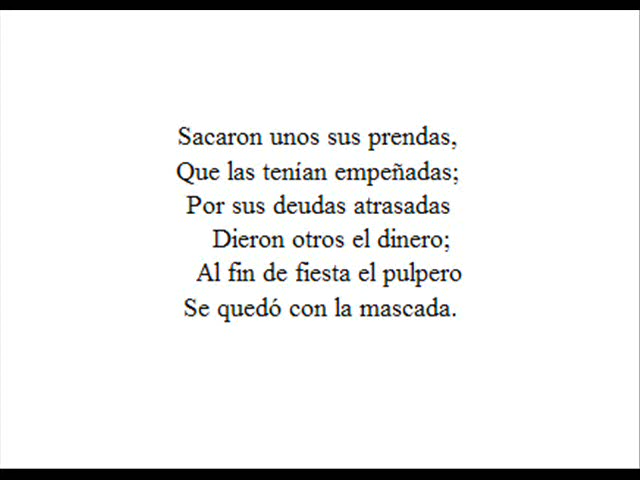 Sacaron unos sus prendas,
Que las tenían empeñadas;
Por sus deudas atrasadas
Dieron otros el dinero;
Al fin de fiesta el pulpero
Se quedó con la mascada.